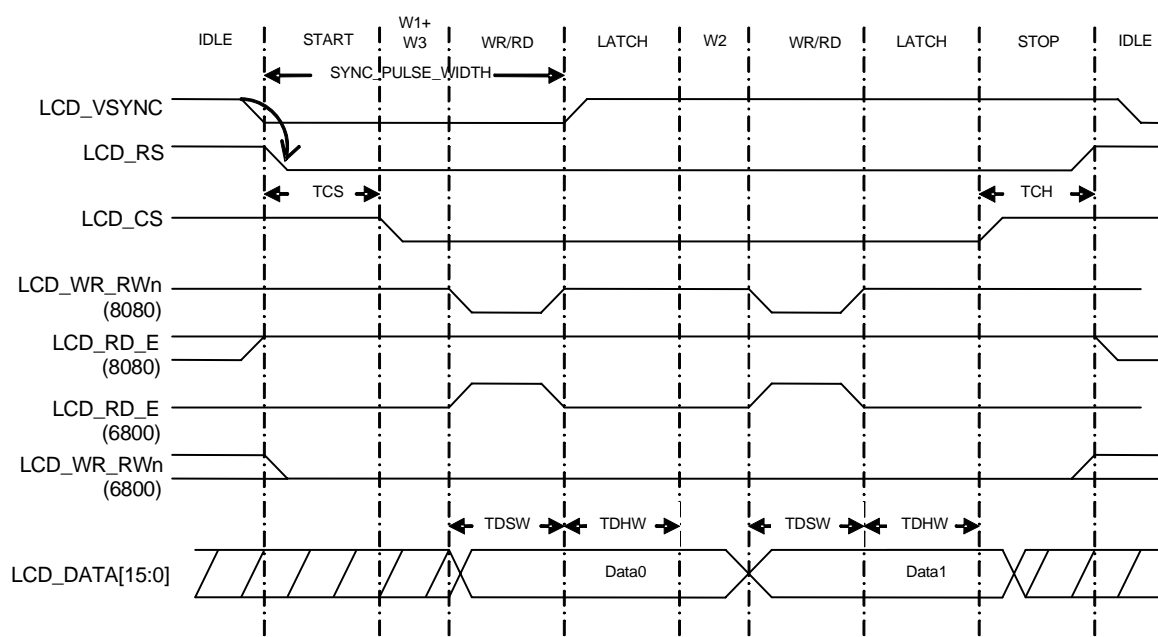 W1+
W3
IDLE START WR/RD LATCH W2 WR/RD LATCH STOP IDLE
SYNC_PULSE_WIDTH
LCD_VSYNC
LCD_RS
TCS TCH
LCD_CS
LCD_WR_RWn
(8080)
LCD_RD_E
(8080)
LCD_RD_E
(6800)
LCD_WR_RWn
(6800)
TDSW TDHW TDSW TDHW
LCD_DATA[15:0] Data0 Data1